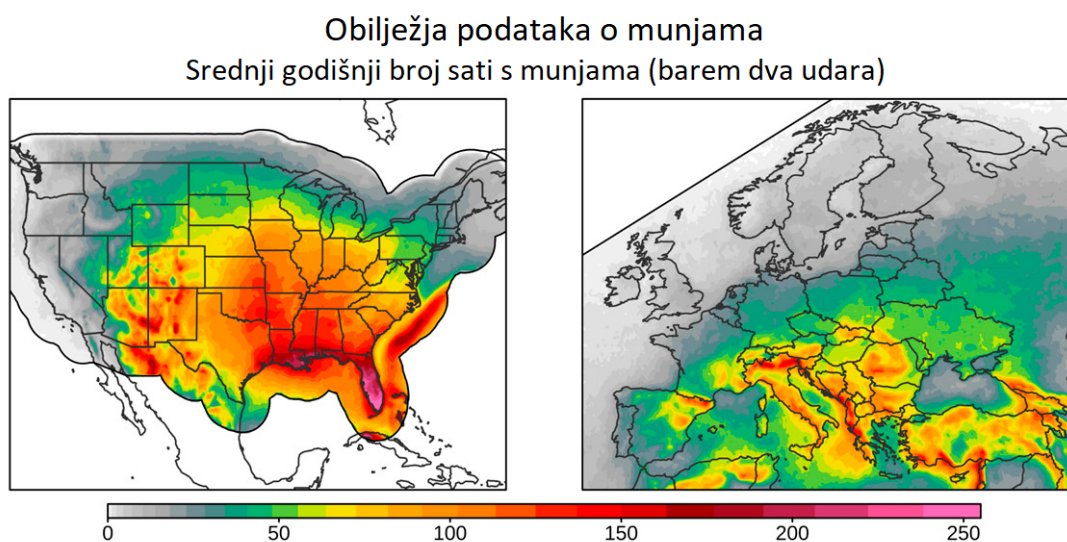 Obilježja podataka o munjama
Srednji godišnji broj sati s munjama (barem dva udara)
0 50 100 150 200 250